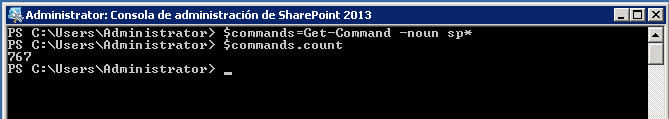 Administrator: Consola de administración de SharePoint 2013
PS C:\Users\Administrator> $commands=Get-Command -noun sp*
PS C:\Users\Administrator> $commands.count
767
PS C:\Users\Administrator> _